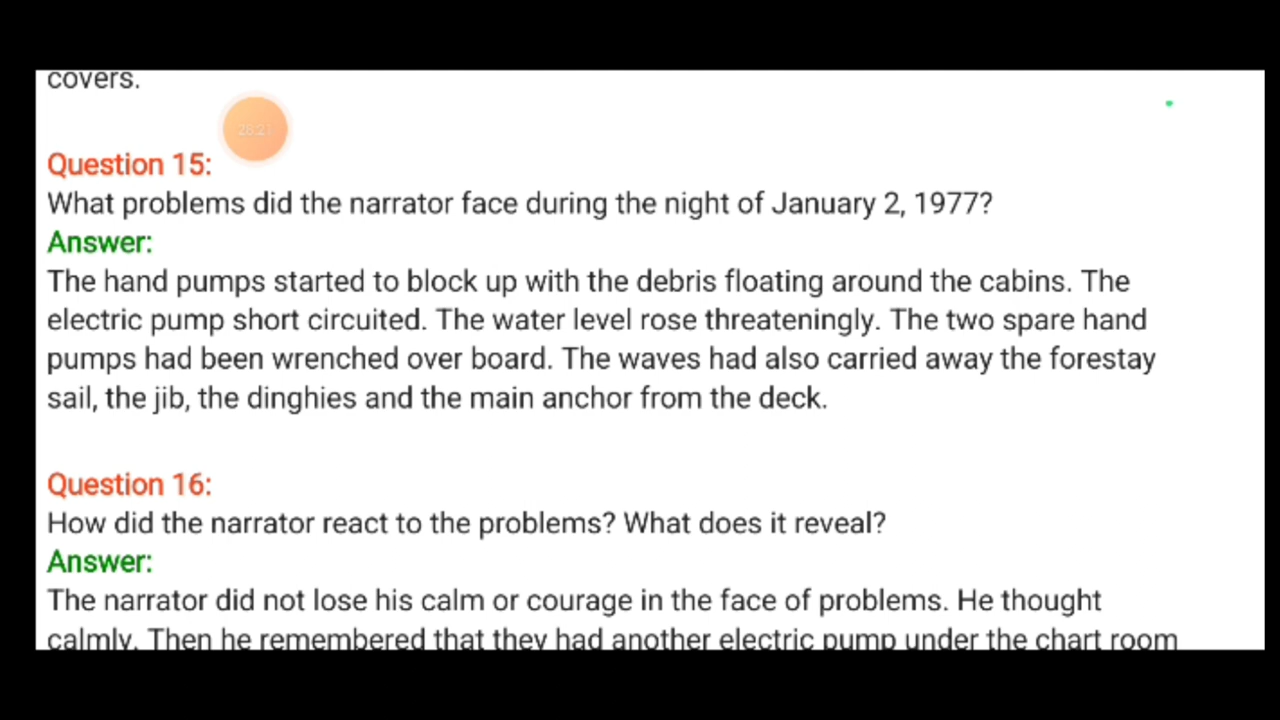 covers.
28:21
Question 15:
What problems did the narrator face during the night of January 2, 1977?
Answer:
The hand pumps started to block up with the debris floating around the cabins. The
electric pump short circuited. The water level rose threateningly. The two spare hand
pumps had been wrenched over board. The waves had also carried away the forestay
sail, the jib, the dinghies and the main anchor from the deck.
Question 16:
How did the narrator react to the problems? What does it reveal?
Answer:
The narrator did not lose his calm or courage in the face of problems. He thought
calmly. Then he remembered that they had another electric pump under the chart room